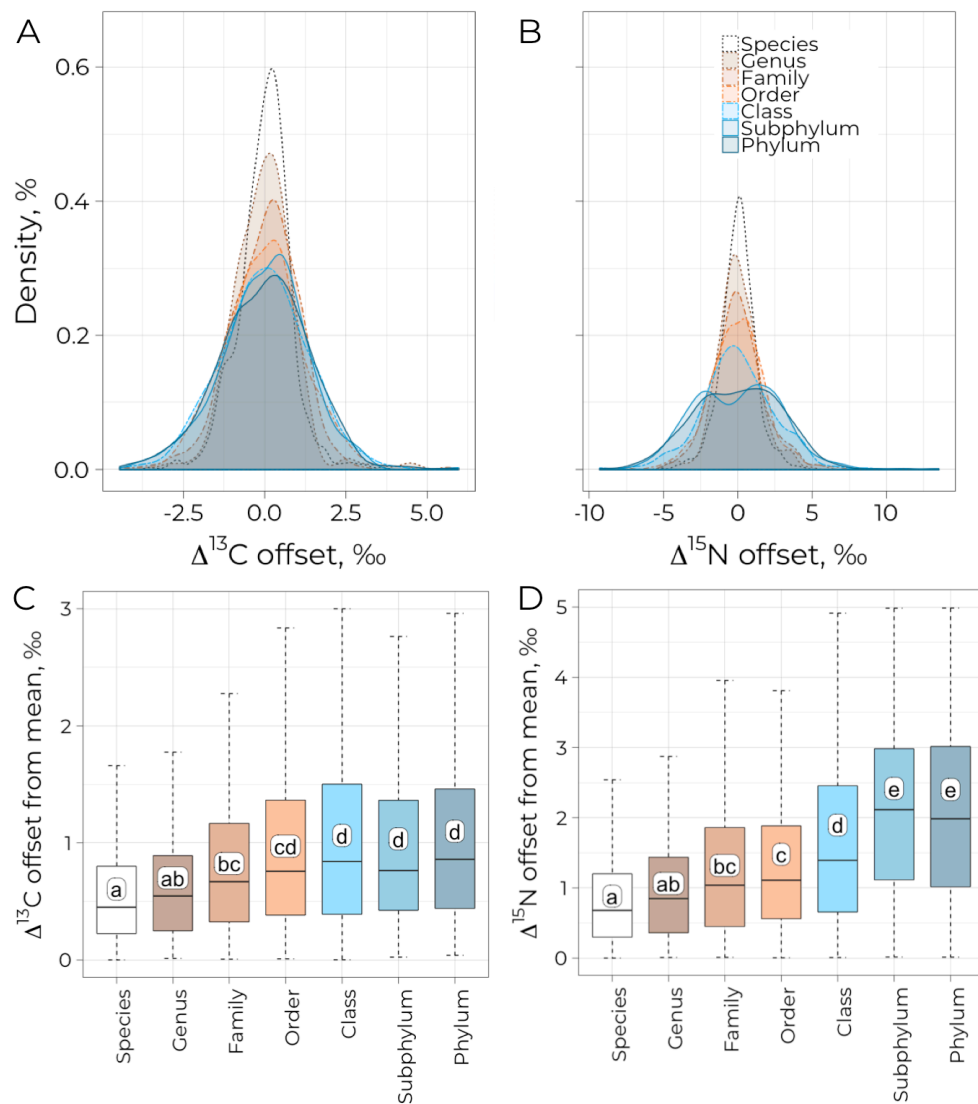 A
B
Species
Genus
Family
Order
Class
Subphylum
Phylum
Density, %
0.6
0.4
0.2
0.0
-2.5
0.0
2.5
5.0
-10
-5
0
5
10
Δ¹³C offset, ‰
Δ¹⁵N offset, ‰
C
D
Δ¹³C offset from mean, ‰
3
2
1
0
a
ab
bc
cd
d
d
d
Species
Genus
Family
Order
Class
Subphylum
Phylum
Δ¹⁵N offset from mean, ‰
5
4
3
2
1
0
a
ab
bc
c
d
e
e
Species
Genus
Family
Order
Class
Subphylum
Phylum